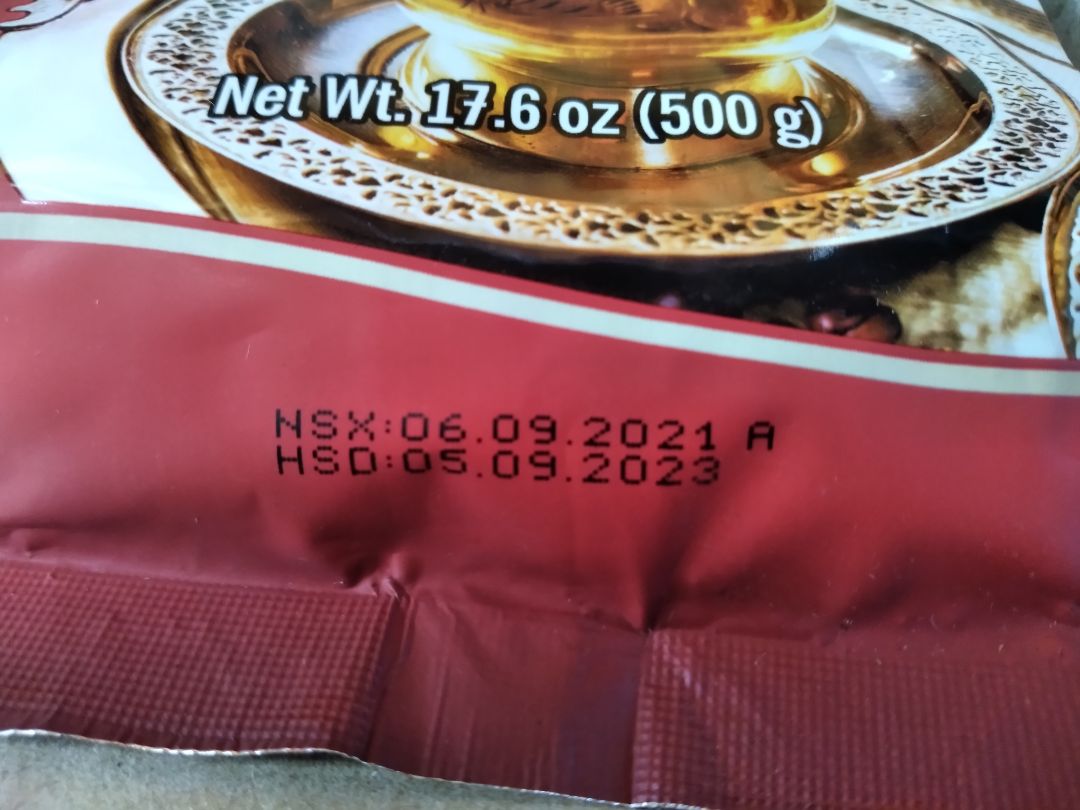 Net Wt. 17.6 oz (500 g)
NSX:06.09.2021 A
HSD:05.09.2023